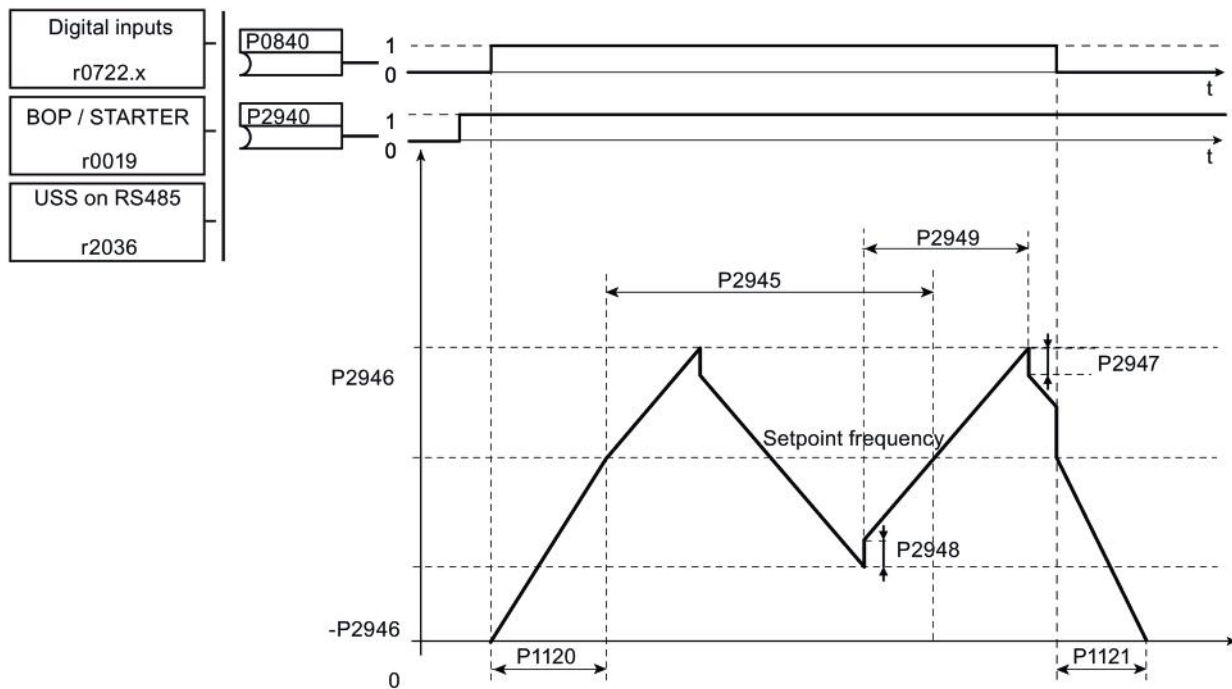 Digital inputs
r0722.x
BOP / STARTER
r0019
USS on RS485
r2036
P0840
1
0
t
P2940
1
0
t
P2949
P2945
P2946
P2947
Setpoint frequency
P2948
-P2946
0
P1120
P1121